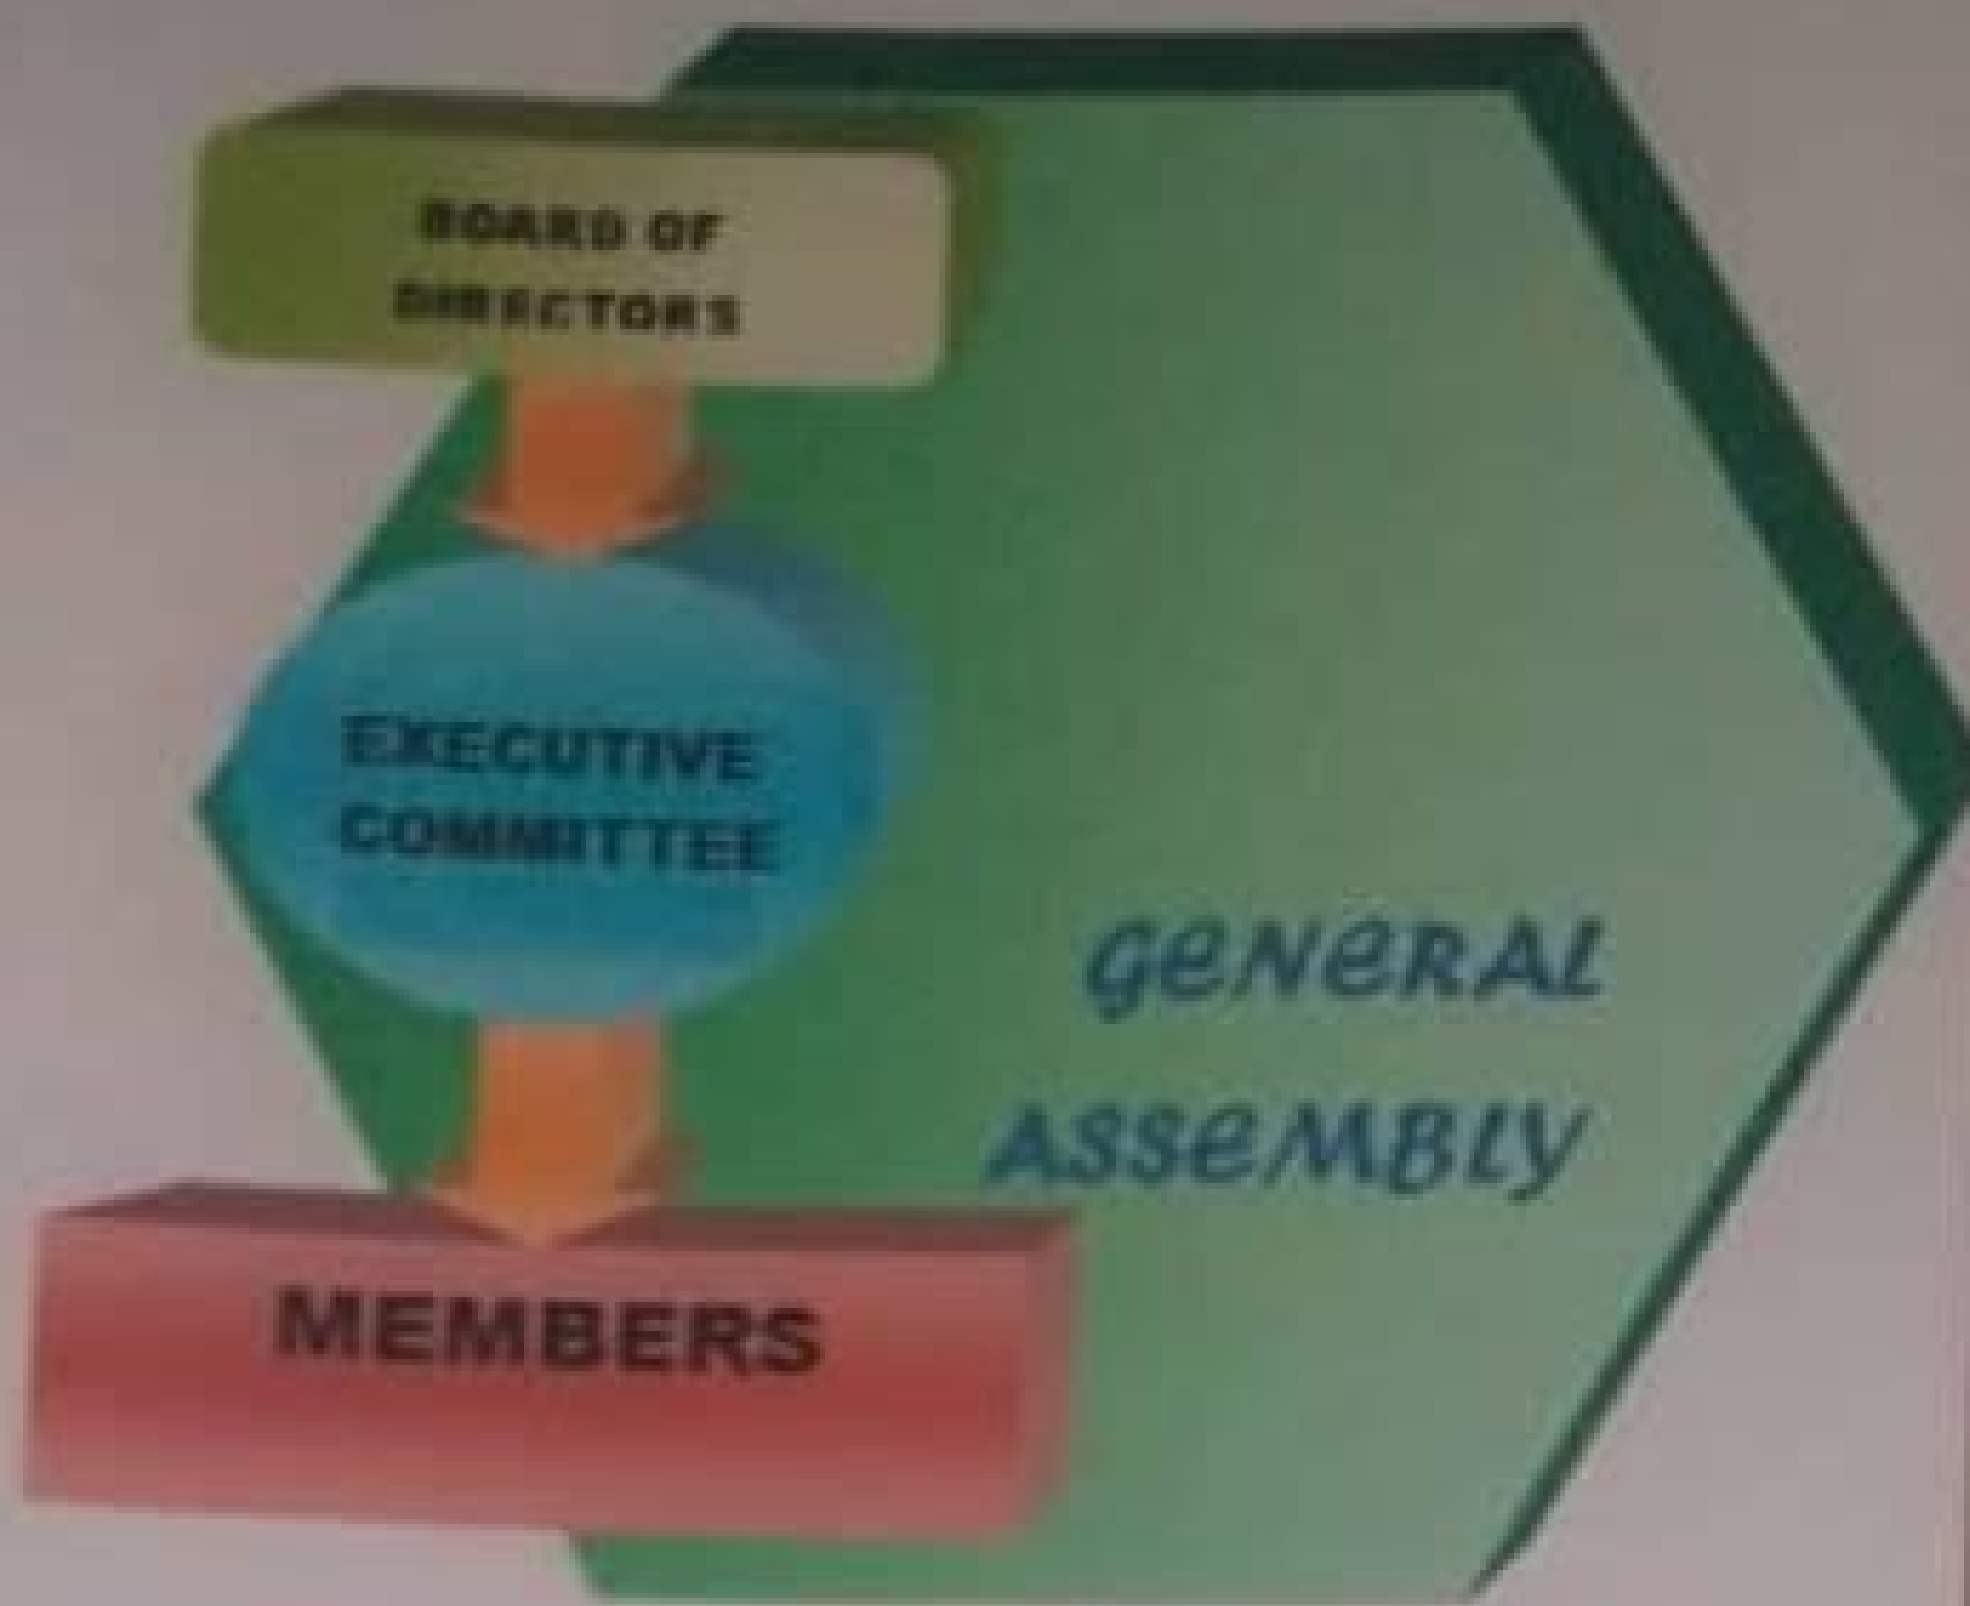 BOARD OF
DIRECTORS
EXECUTIVE
COMMITTEE
GENERAL
ASSEMBLY
MEMBERS